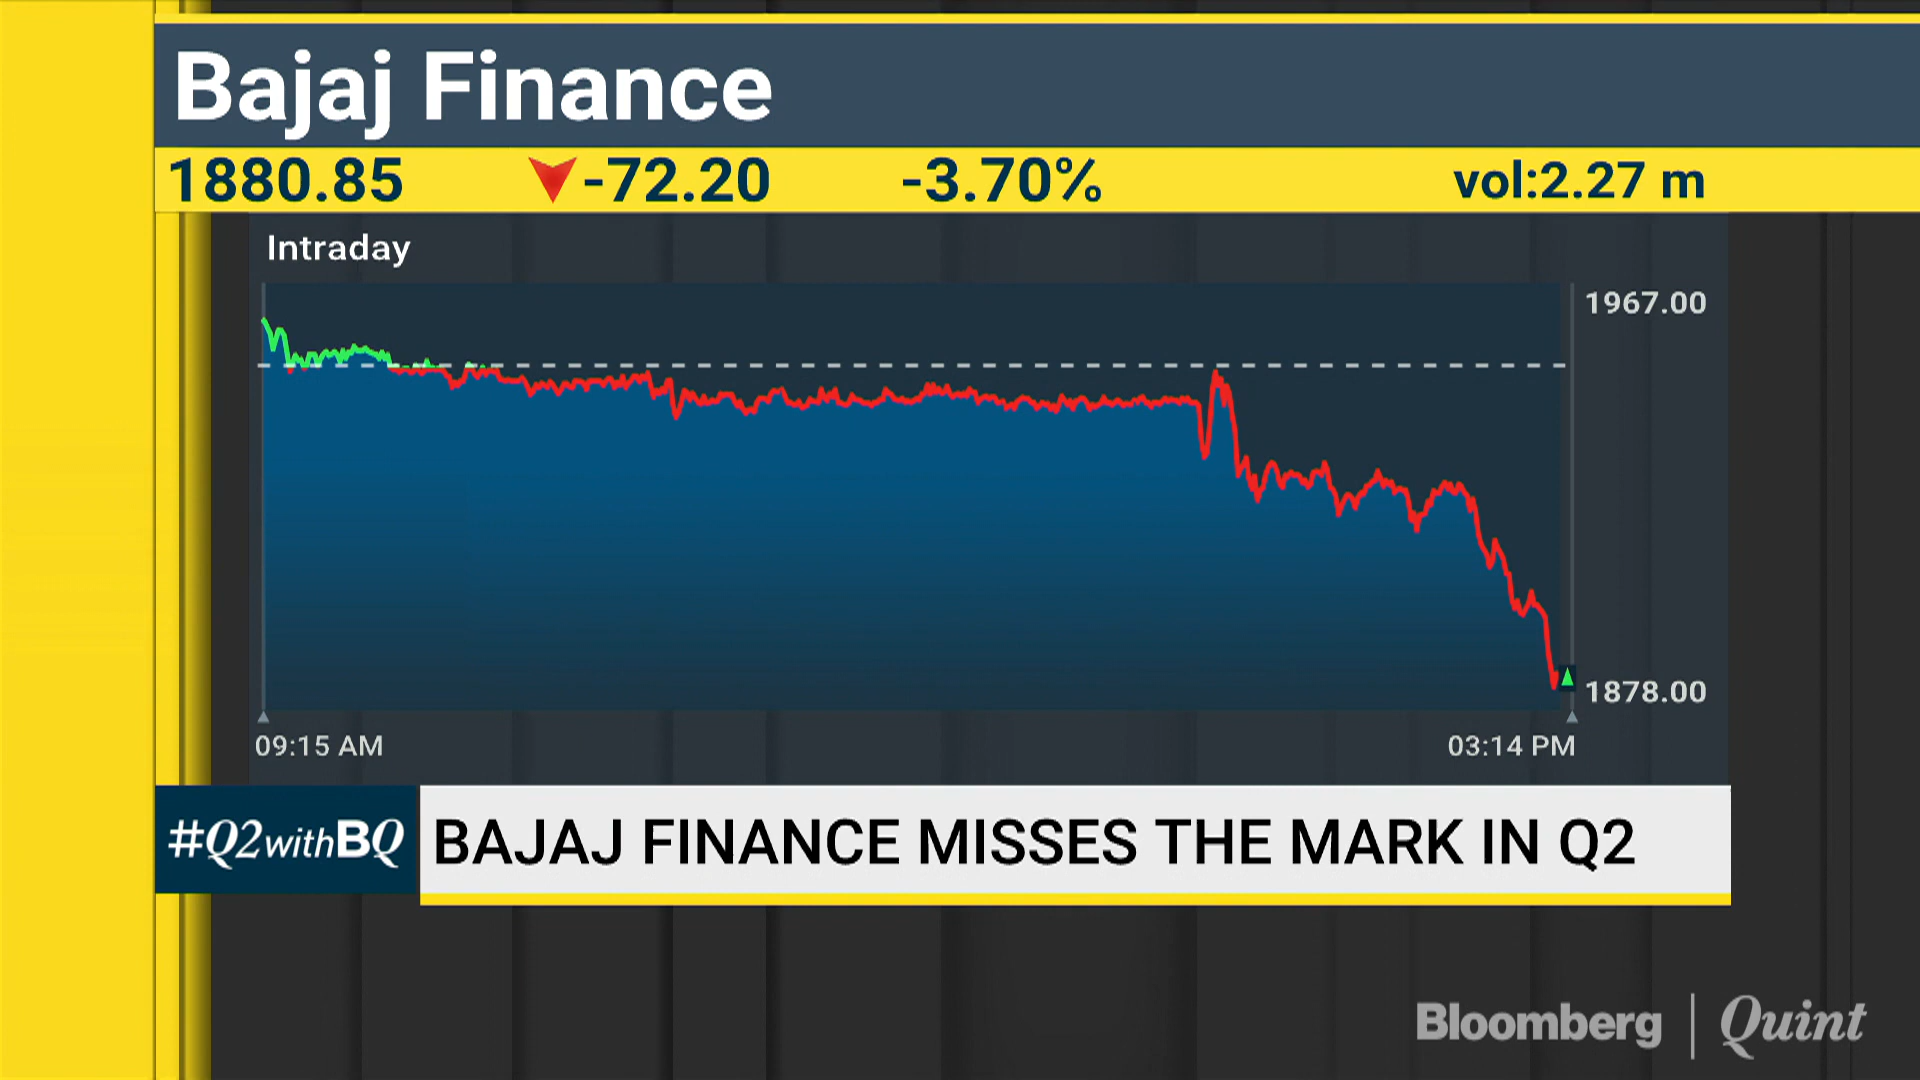 Bajaj Finance
1880.85 -72.20 -3.70% vol:2.27 m
Intraday
1967.00
1878.00
09:15 AM 03:14 PM
#Q2withBQ BAJAJ FINANCE MISSES THE MARK IN Q2
Bloomberg | Quint